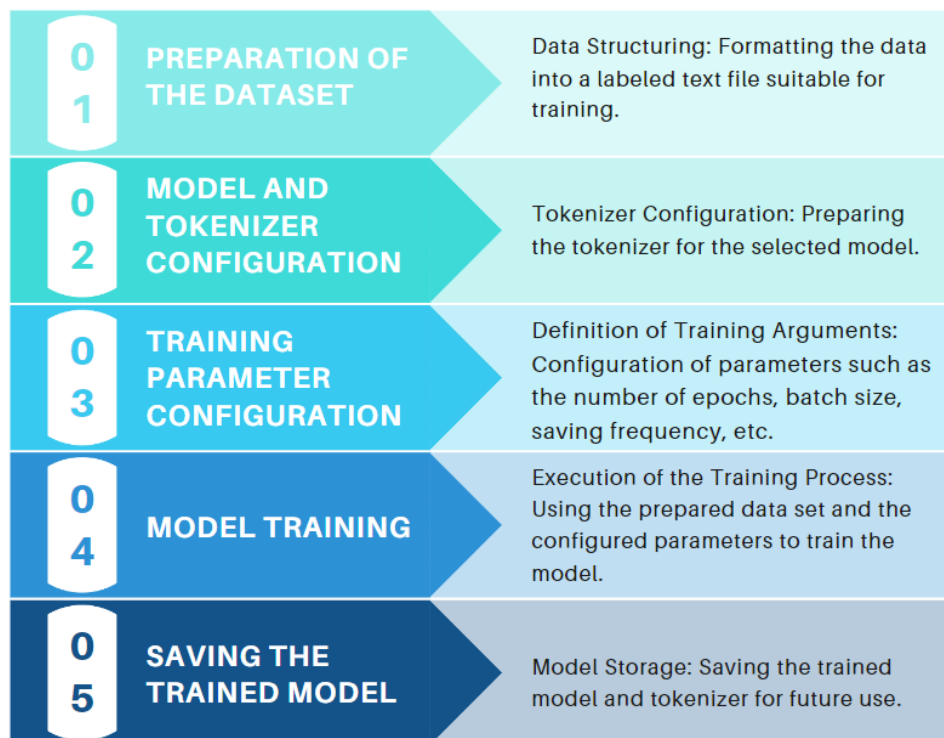 0
1
PREPARATION OF
THE DATASET
Data Structuring: Formatting the data
into a labeled text file suitable for
training.
0
2
MODEL AND
TOKENIZER
CONFIGURATION
Tokenizer Configuration: Preparing
the tokenizer for the selected model.
0
3
TRAINING
PARAMETER
CONFIGURATION
Definition of Training Arguments:
Configuration of parameters such as
the number of epochs, batch size,
saving frequency, etc.
0
4
MODEL TRAINING
Execution of the Training Process:
Using the prepared data set and the
configured parameters to train the
model.
0
5
SAVING THE
TRAINED MODEL
Model Storage: Saving the trained
model and tokenizer for future use.